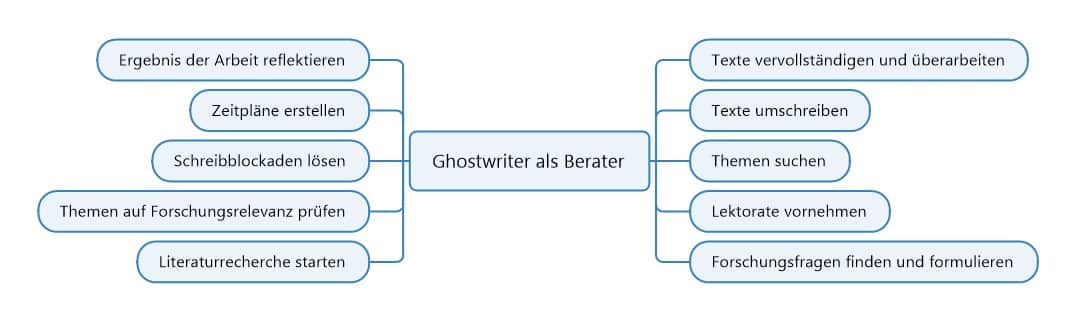 Ergebnis der Arbeit reflektieren
Zeitpläne erstellen
Schreibblockaden lösen
Themen auf Forschungsrelevanz prüfen
Literaturrecherche starten
Ghostwriter als Berater
Texte vervollständigen und überarbeiten
Texte umschreiben
Themen suchen
Lektorate vornehmen
Forschungsfragen finden und formulieren